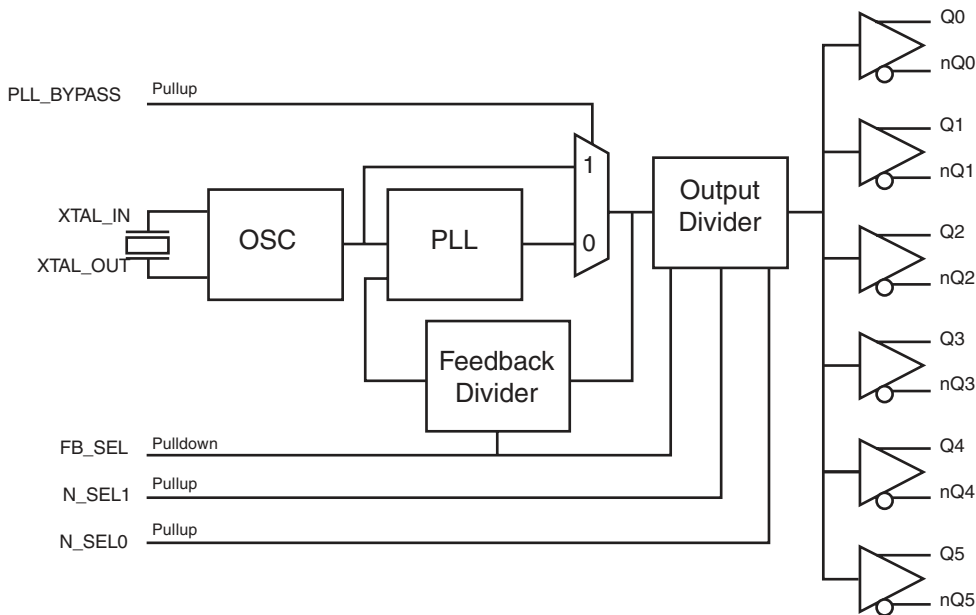 PLL_BYPASS
Pullup
XTAL_IN
XTAL_OUT
OSC
PLL
1
0
Output
Divider
Feedback
Divider
FB_SEL
Pulldown
N_SEL1
Pullup
N_SEL0
Pullup
Q0
nQ0
Q1
nQ1
Q2
nQ2
Q3
nQ3
Q4
nQ4
Q5
nQ5